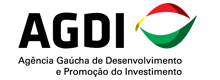 AGDI
Agência Gaúcha de Desenvolvimento
e Promoção do Investimento